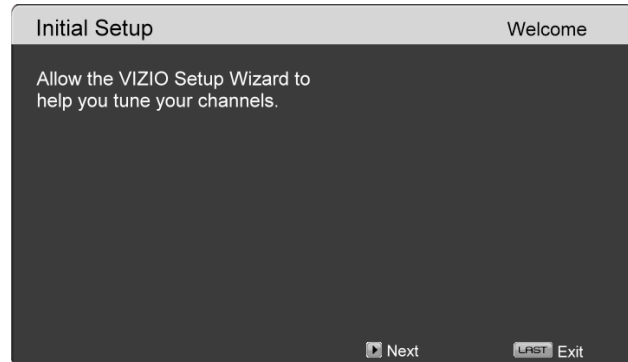 Initial Setup Welcome
Allow the VIZIO Setup Wizard to
help you tune your channels.
Next LAST Exit